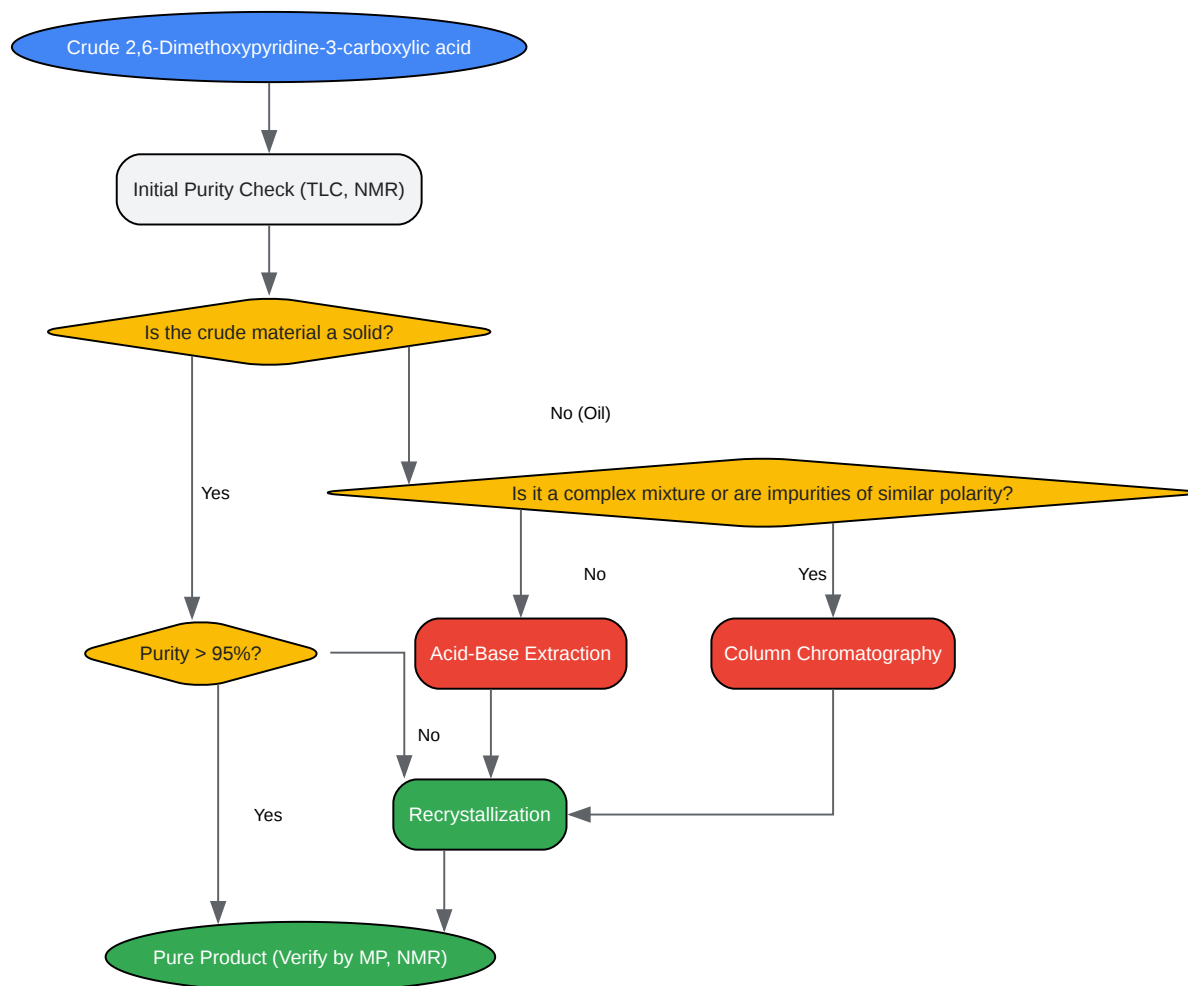 Crude 2,6-Dimethoxypyridine-3-carboxylic acid
Initial Purity Check (TLC, NMR)
Is the crude material a solid?
No (Oil)
Yes
Is it a complex mixture or are impurities of similar polarity?
No
Yes
Purity > 95%?
Acid-Base Extraction
Column Chromatography
No
Yes
Recrystallization
Pure Product (Verify by MP, NMR)